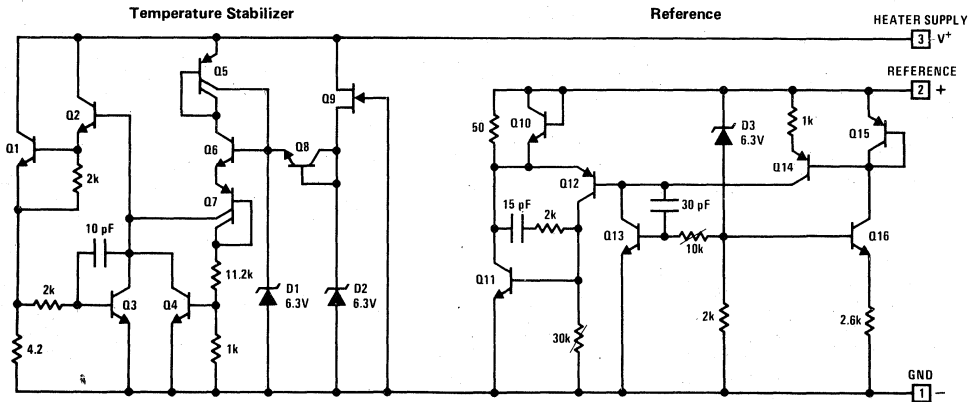 Temperature Stabilizer
Reference
HEATER SUPPLY
3 V+
REFERENCE
2 +
Q1
Q2
2k
Q5
Q9
Q6
Q8
Q7
10 pF
2k
Q3
Q4
11.2k
1k
4.2
D1
6.3V
D2
6.3V
50
Q10
D3
6.3V
1k
Q15
Q14
Q12
15 pF
2k
30 pF
Q13
10k
Q16
Q11
30k
2k
2.6k
GND
1 −